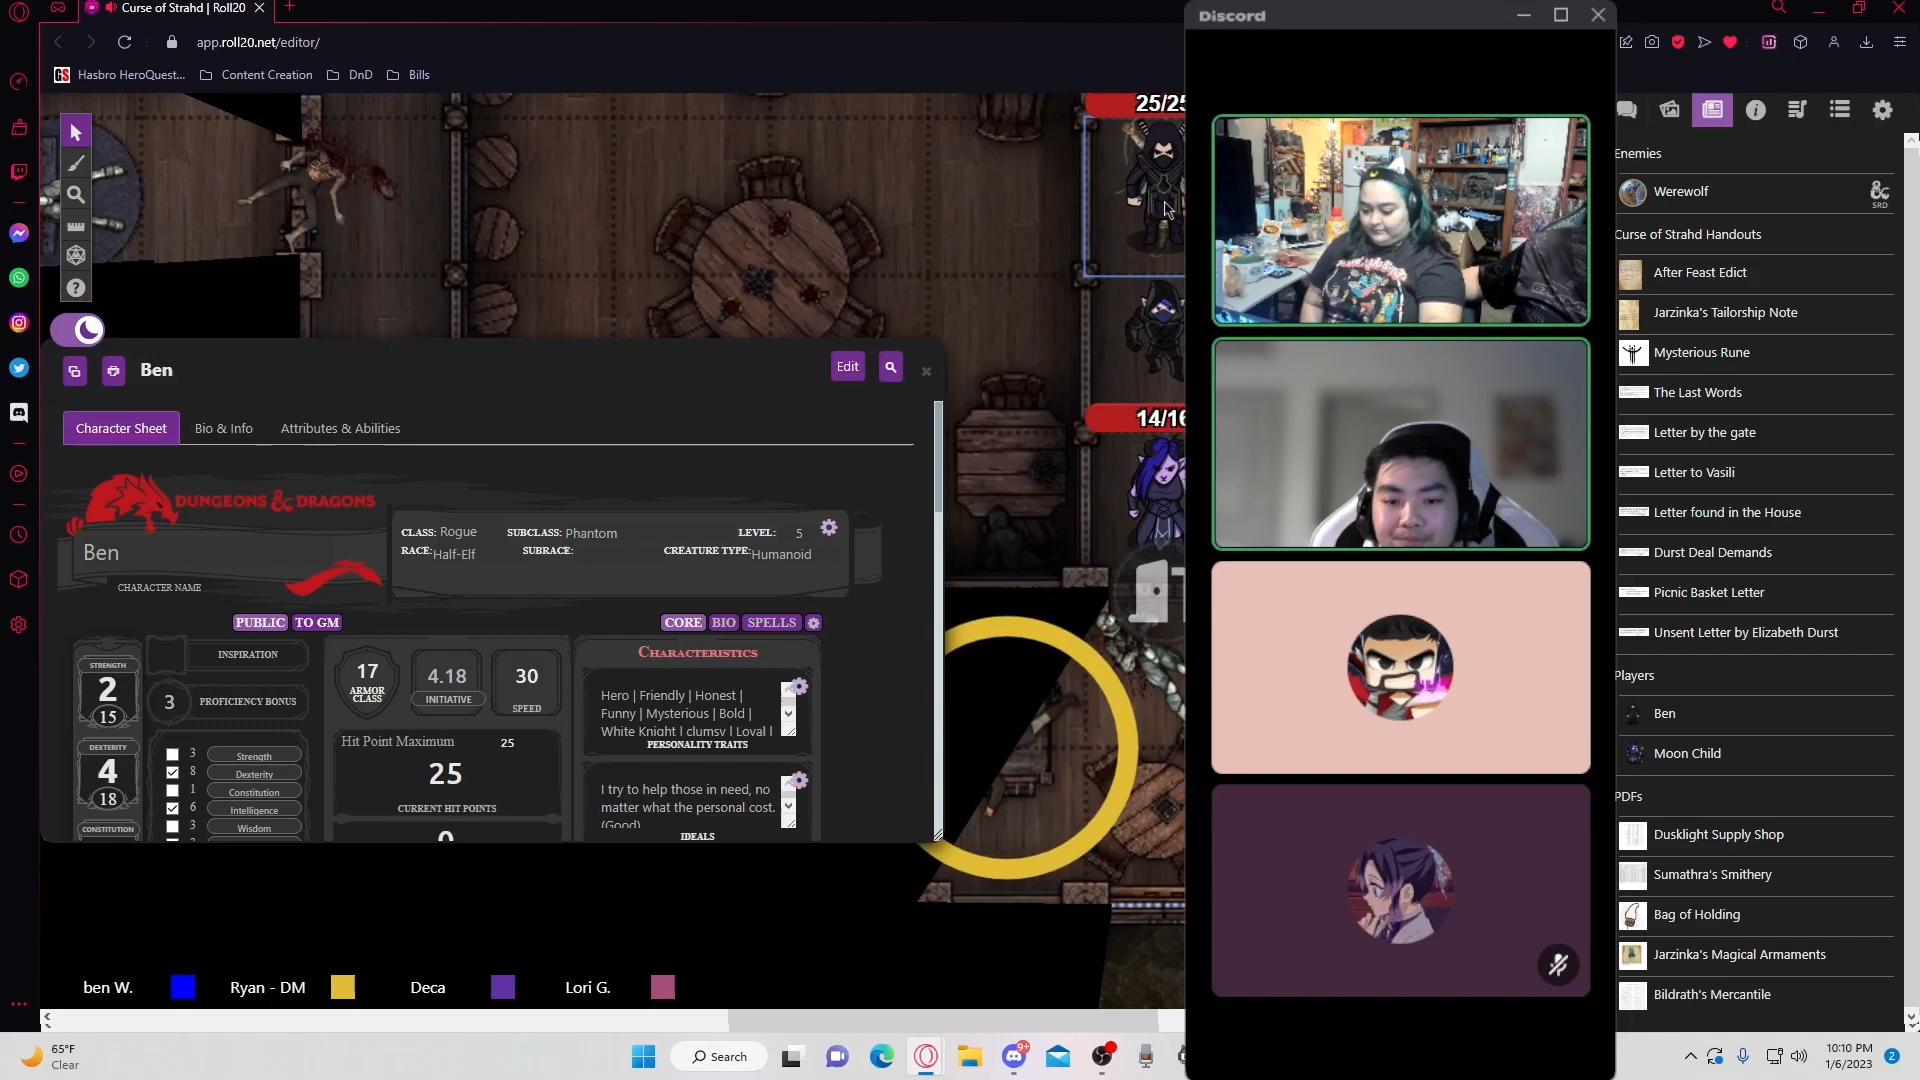 Curse of Strahd | Roll20
app.roll20.net/editor/
Hasbro HeroQuest...
Content Creation
DnD
Bills
Discord
25/25
14/16
Ben
Edit
Character Sheet
Bio & Info
Attributes & Abilities
DUNGEONS & DRAGONS
Ben
CHARACTER NAME
CLASS: Rogue
SUBCLASS: Phantom
LEVEL: 5
RACE: Half-Elf
SUBRACE:
CREATURE TYPE: Humanoid
PUBLIC
TO GM
CORE
BIO
SPELLS
STRENGTH
2
15
DEXTERITY
4
18
CONSTITUTION
INSPIRATION
3
PROFICIENCY BONUS
3 Strength
8 Dexterity
1 Constitution
6 Intelligence
3 Wisdom
17
ARMOR
CLASS
4.18
INITIATIVE
30
SPEED
Hit Point Maximum 25
25
CURRENT HIT POINTS
0
CHARACTERISTICS
Hero | Friendly | Honest |
Funny | Mysterious | Bold |
White Knight | clumsy | Loyal |
PERSONALITY TRAITS
I try to help those in need, no
matter what the personal cost.
(Good)
IDEALS
ben W.
Ryan - DM
Deca
Lori G.
Enemies
Werewolf
SRD
Curse of Strahd Handouts
After Feast Edict
Jarzinka's Tailorship Note
Mysterious Rune
The Last Words
Letter by the gate
Letter to Vasili
Letter found in the House
Durst Deal Demands
Picnic Basket Letter
Unsent Letter by Elizabeth Durst
Players
Ben
Moon Child
PDFs
Dusklight Supply Shop
Sumathra's Smithery
Bag of Holding
Jarzinka's Magical Armaments
Bildrath's Mercantile
65°F
Clear
Search
9+
10:10 PM
1/6/2023
2